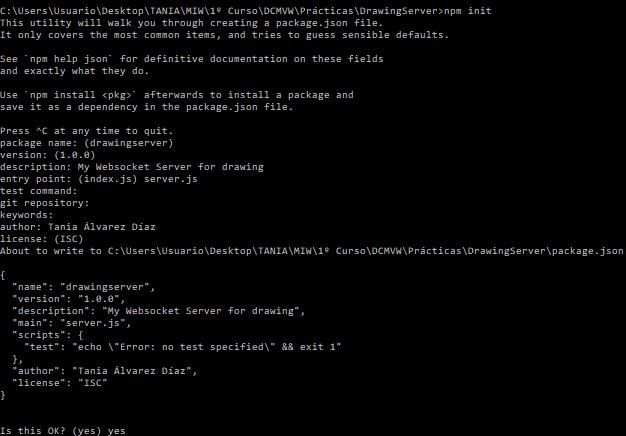 C:\Users\Usuario\Desktop\TANIA\MIW\1º Curso\DCMVW\Prácticas\DrawingServer>npm init
This utility will walk you through creating a package.json file.
It only covers the most common items, and tries to guess sensible defaults.
See `npm help json` for definitive documentation on these fields
and exactly what they do.
Use `npm install <pkg>` afterwards to install a package and
save it as a dependency in the package.json file.
Press ^C at any time to quit.
package name: (drawingserver)
version: (1.0.0)
description: My Websocket Server for drawing
entry point: (index.js) server.js
test command:
git repository:
keywords:
author: Tania Álvarez Díaz
license: (ISC)
About to write to C:\Users\Usuario\Desktop\TANIA\MIW\1º Curso\DCMVW\Prácticas\DrawingServer\package.json
{
  "name": "drawingserver",
  "version": "1.0.0",
  "description": "My Websocket Server for drawing",
  "main": "server.js",
  "scripts": {
    "test": "echo \"Error: no test specified\" && exit 1"
  },
  "author": "Tania Álvarez Díaz",
  "license": "ISC"
}
Is this OK? (yes) yes